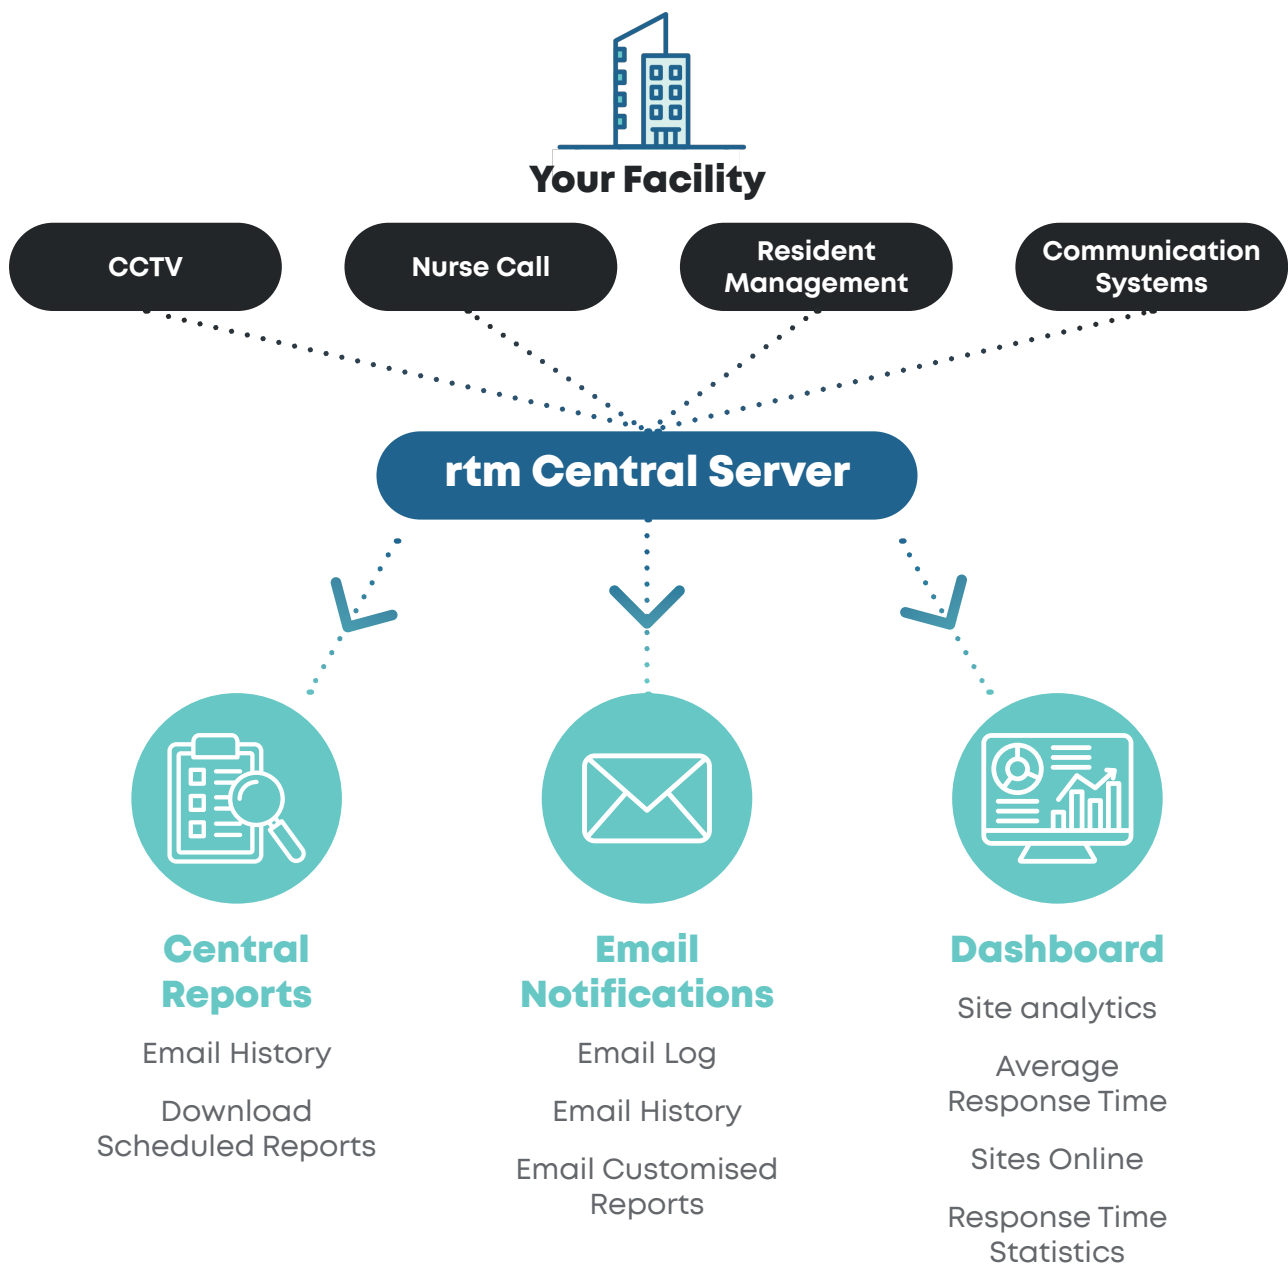 Your Facility
CCTV
Nurse Call
Resident
Management
Communication
Systems
rtm Central Server
Central
Reports
Email History
Download
Scheduled Reports
Email
Notifications
Email Log
Email History
Email Customised
Reports
Dashboard
Site analytics
Average
Response Time
Sites Online
Response Time
Statistics